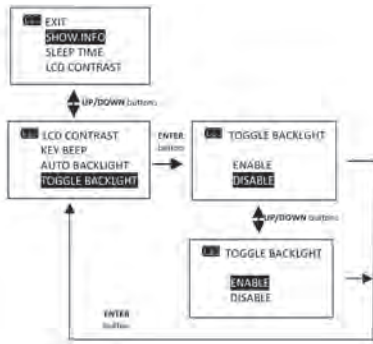 EXIT
SHOW INFO
SLEEP TIME
LCD CONTRAST
UP/DOWN buttons
LCD CONTRAST
KEY BEEP
AUTO BACKLIGHT
TOGGLE BACKLGHT
ENTER
button
TOGGLE BACKLGHT
ENABLE
DISABLE
UP/DOWN buttons
TOGGLE BACKLGHT
ENABLE
DISABLE
ENTER
button